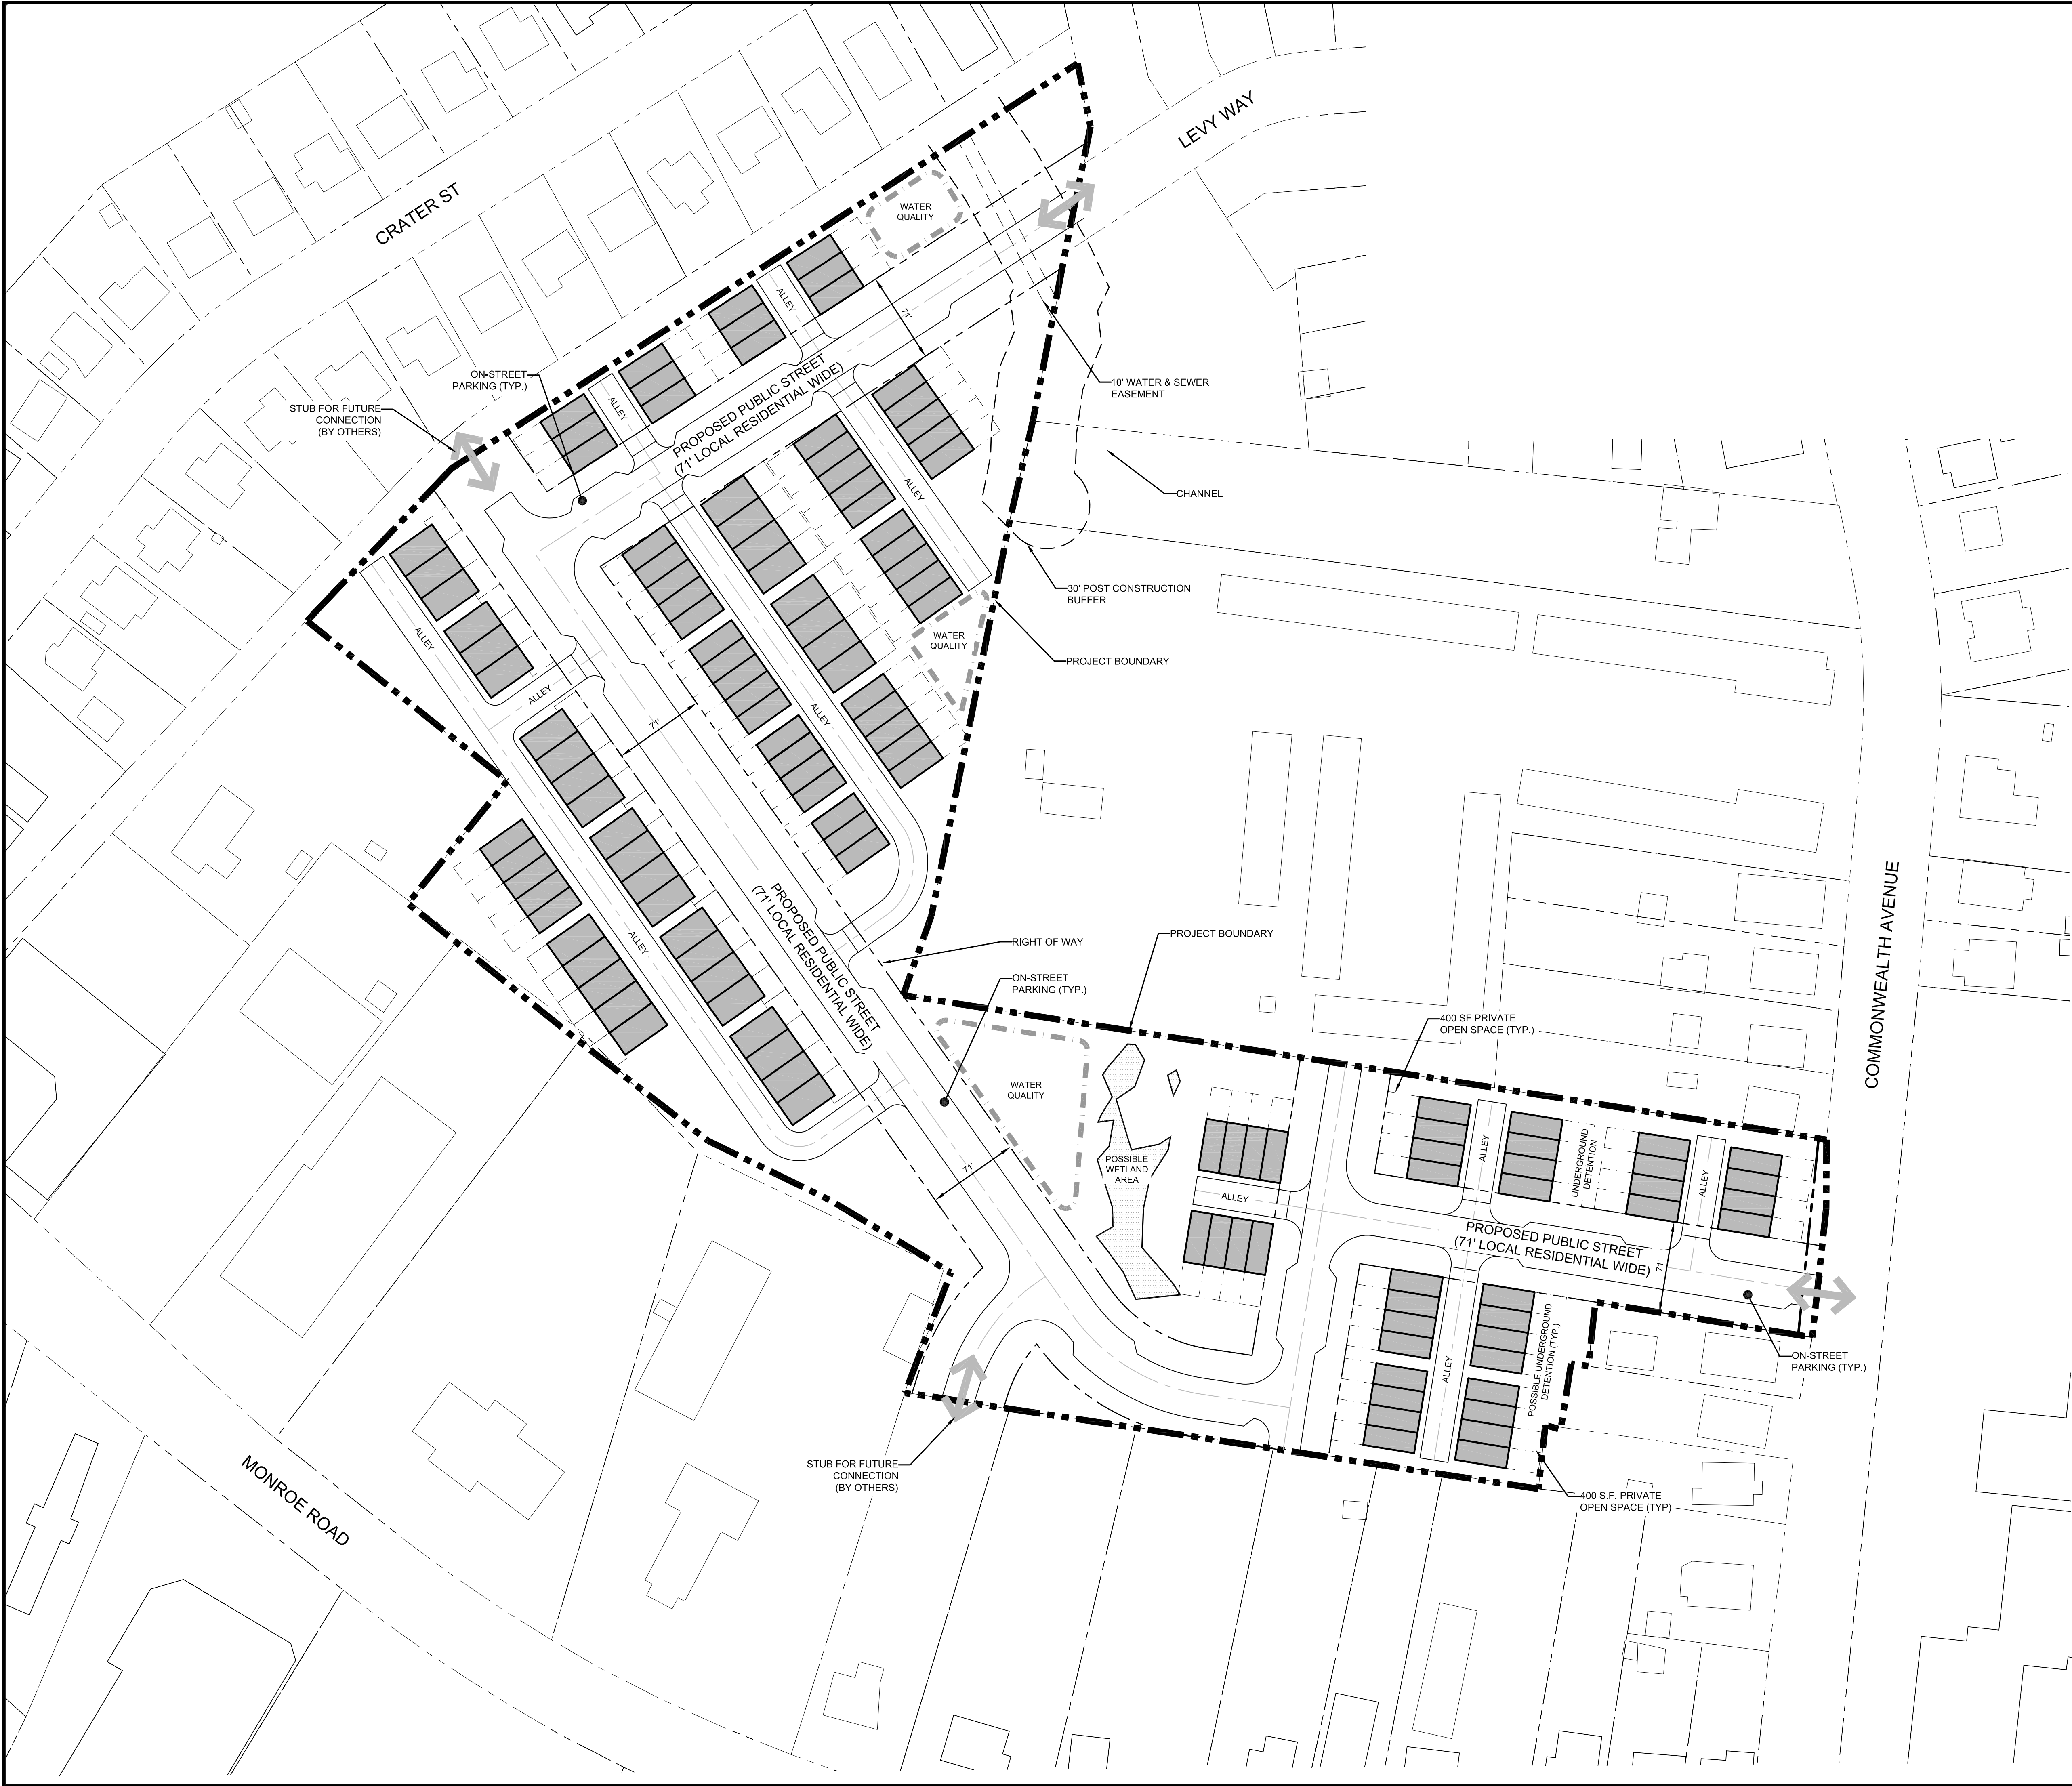 LEVY WAY
CRATER ST
WATER
QUALITY
ALLEY
71'
ON-STREET
PARKING (TYP.)
STUB FOR FUTURE
CONNECTION
(BY OTHERS)
ALLEY
PROPOSED PUBLIC STREET
(71' LOCAL RESIDENTIAL WIDE)
10' WATER & SEWER
EASEMENT
ALLEY
CHANNEL
30' POST CONSTRUCTION
BUFFER
ALLEY
WATER
QUALITY
PROJECT BOUNDARY
ALLEY
71'
ALLEY
PROPOSED PUBLIC STREET
(71' LOCAL RESIDENTIAL WIDE)
ALLEY
RIGHT OF WAY
PROJECT BOUNDARY
ON-STREET
PARKING (TYP.)
COMMONWEALTH AVENUE
400 SF PRIVATE
OPEN SPACE (TYP.)
WATER
QUALITY
POSSIBLE
WETLAND
AREA
71'
ALLEY
ALLEY
UNDERGROUND
DETENTION
ALLEY
PROPOSED PUBLIC STREET
(71' LOCAL RESIDENTIAL WIDE)
71'
ALLEY
POSSIBLE UNDERGROUND
DETENTION (TYP.)
ON-STREET
PARKING (TYP.)
STUB FOR FUTURE
CONNECTION
(BY OTHERS)
400 S.F. PRIVATE
OPEN SPACE (TYP)
MONROE ROAD